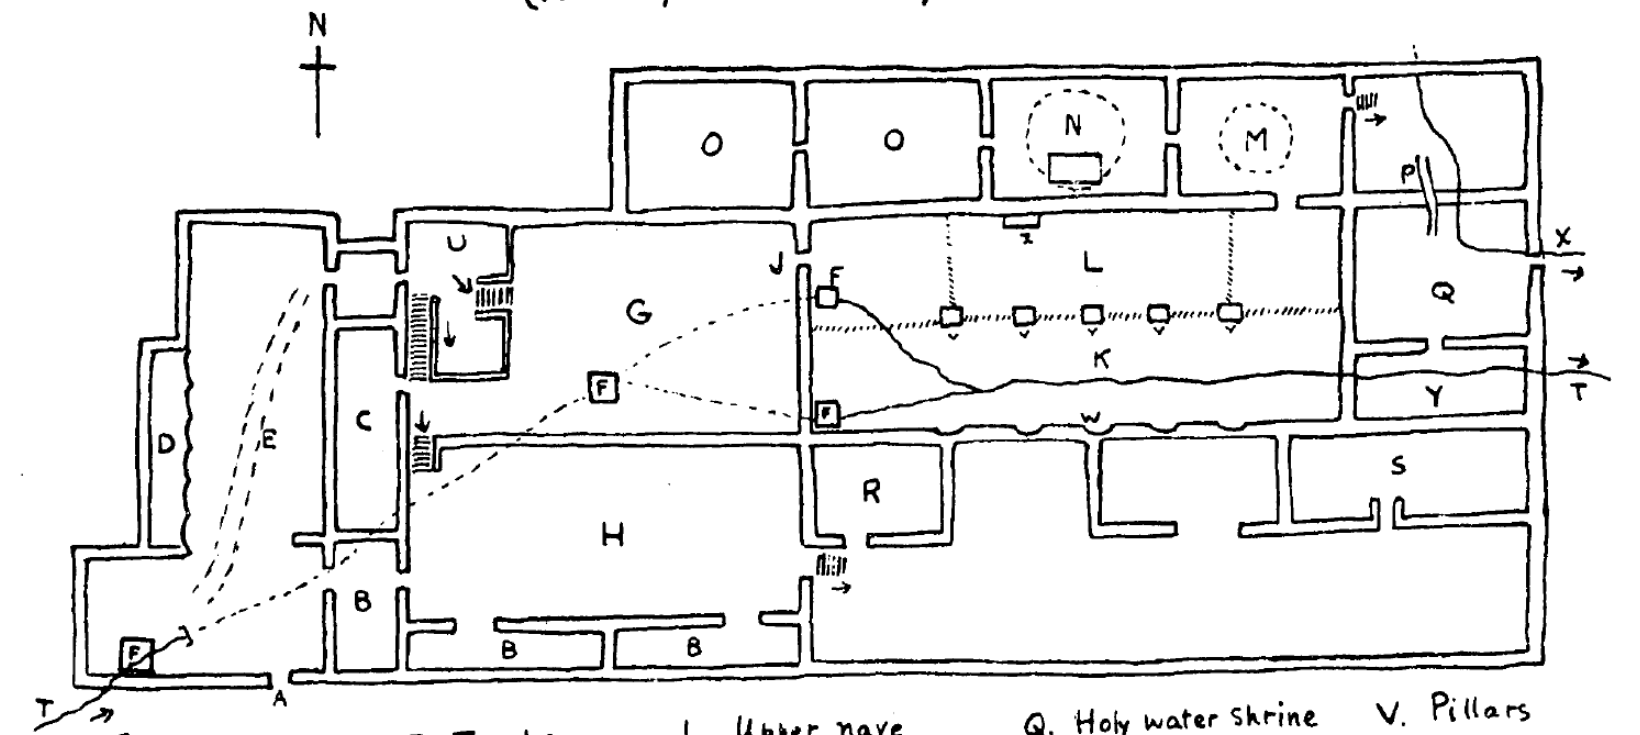 N
O
O
N
M
P
U
J
F
L
X
G
Q
z
F
K
T
D
E
C
F
W
Y
S
R
H
B
F
B
B
T
A
L. Upper nave
Q. Holy water shrine
V. Pillars